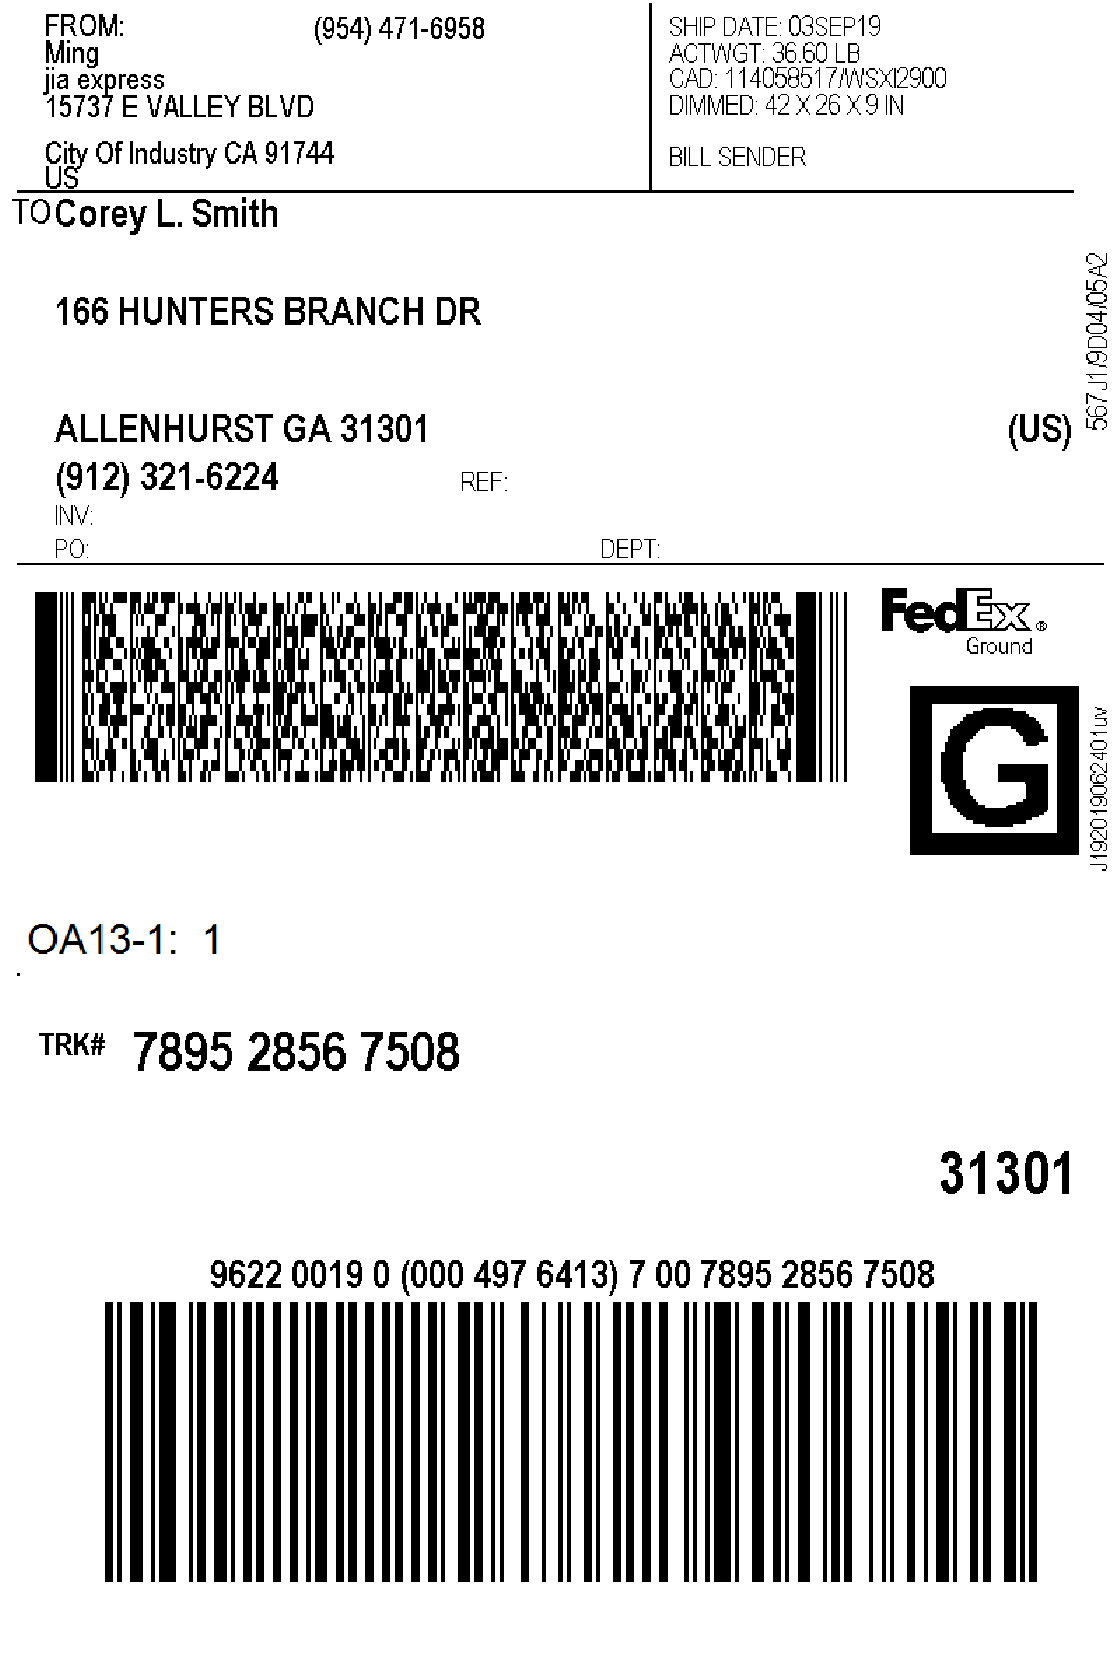 FROM: (954) 471-6958
Ming
jia express
15737 E VALLEY BLVD
City Of Industry CA 91744
US
SHIP DATE: 03SEP19
ACTWGT: 36.60 LB
CAD: 114058517/WSXI2900
DIMMED: 42 X 26 X 9 IN
BILL SENDER
TO Corey L. Smith
166 HUNTERS BRANCH DR
ALLENHURST GA 31301 (US)
(912) 321-6224 REF:
INV:
PO: DEPT:
567J1/9D04/05A2
FedEx®
Ground
G
J192019062401uv
OA13-1: 1
TRK# 7895 2856 7508
31301
9622 0019 0 (000 497 6413) 7 00 7895 2856 7508